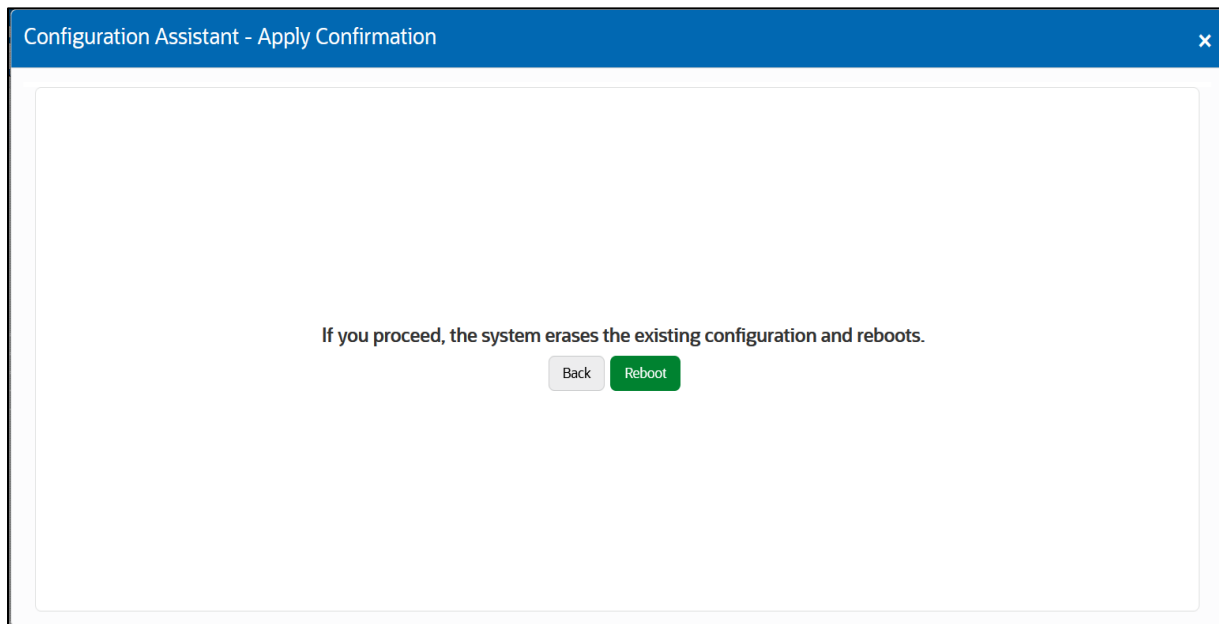 Configuration Assistant - Apply Confirmation
If you proceed, the system erases the existing configuration and reboots.
Back Reboot